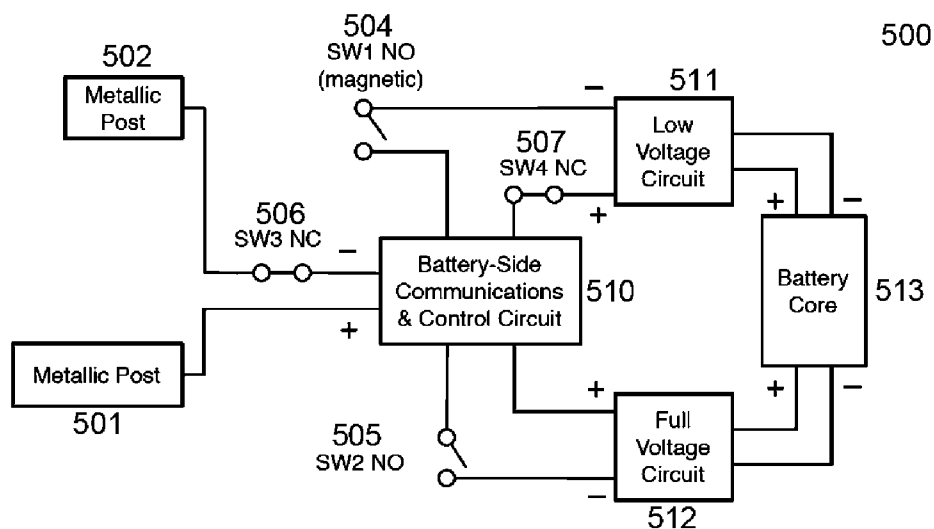 504
SW1 NO
(magnetic)
500
502
Metallic
Post
−
511
Low
Voltage
Circuit
507
SW4 NC
+
506
SW3 NC
−
+
−
Battery-Side
Communications
& Control Circuit
510
Battery
Core
513
+
Metallic Post
501
+
Full
Voltage
Circuit
+
−
505
SW2 NO
−
512